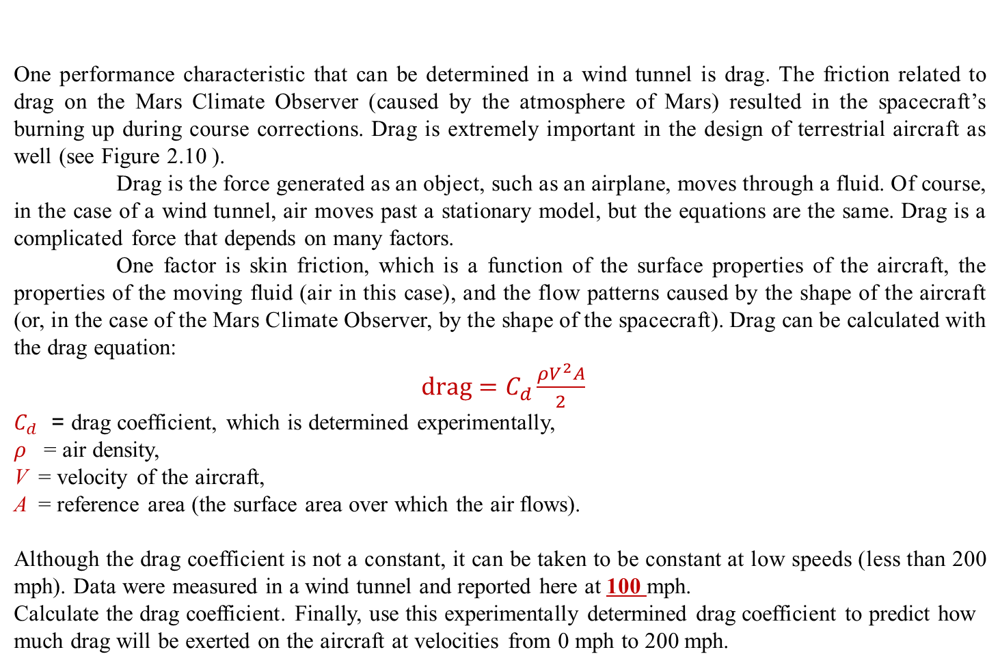 One performance characteristic that can be determined in a wind tunnel is drag. The friction related to
drag on the Mars Climate Observer (caused by the atmosphere of Mars) resulted in the spacecraft’s
burning up during course corrections. Drag is extremely important in the design of terrestrial aircraft as
well (see Figure 2.10 ).
Drag is the force generated as an object, such as an airplane, moves through a fluid. Of course,
in the case of a wind tunnel, air moves past a stationary model, but the equations are the same. Drag is a
complicated force that depends on many factors.
One factor is skin friction, which is a function of the surface properties of the aircraft, the
properties of the moving fluid (air in this case), and the flow patterns caused by the shape of the aircraft
(or, in the case of the Mars Climate Observer, by the shape of the spacecraft). Drag can be calculated with
the drag equation:
drag = C_d ρV²A/2
C_d = drag coefficient, which is determined experimentally,
ρ = air density,
V = velocity of the aircraft,
A = reference area (the surface area over which the air flows).
Although the drag coefficient is not a constant, it can be taken to be constant at low speeds (less than 200
mph). Data were measured in a wind tunnel and reported here at 100 mph.
Calculate the drag coefficient. Finally, use this experimentally determined drag coefficient to predict how
much drag will be exerted on the aircraft at velocities from 0 mph to 200 mph.